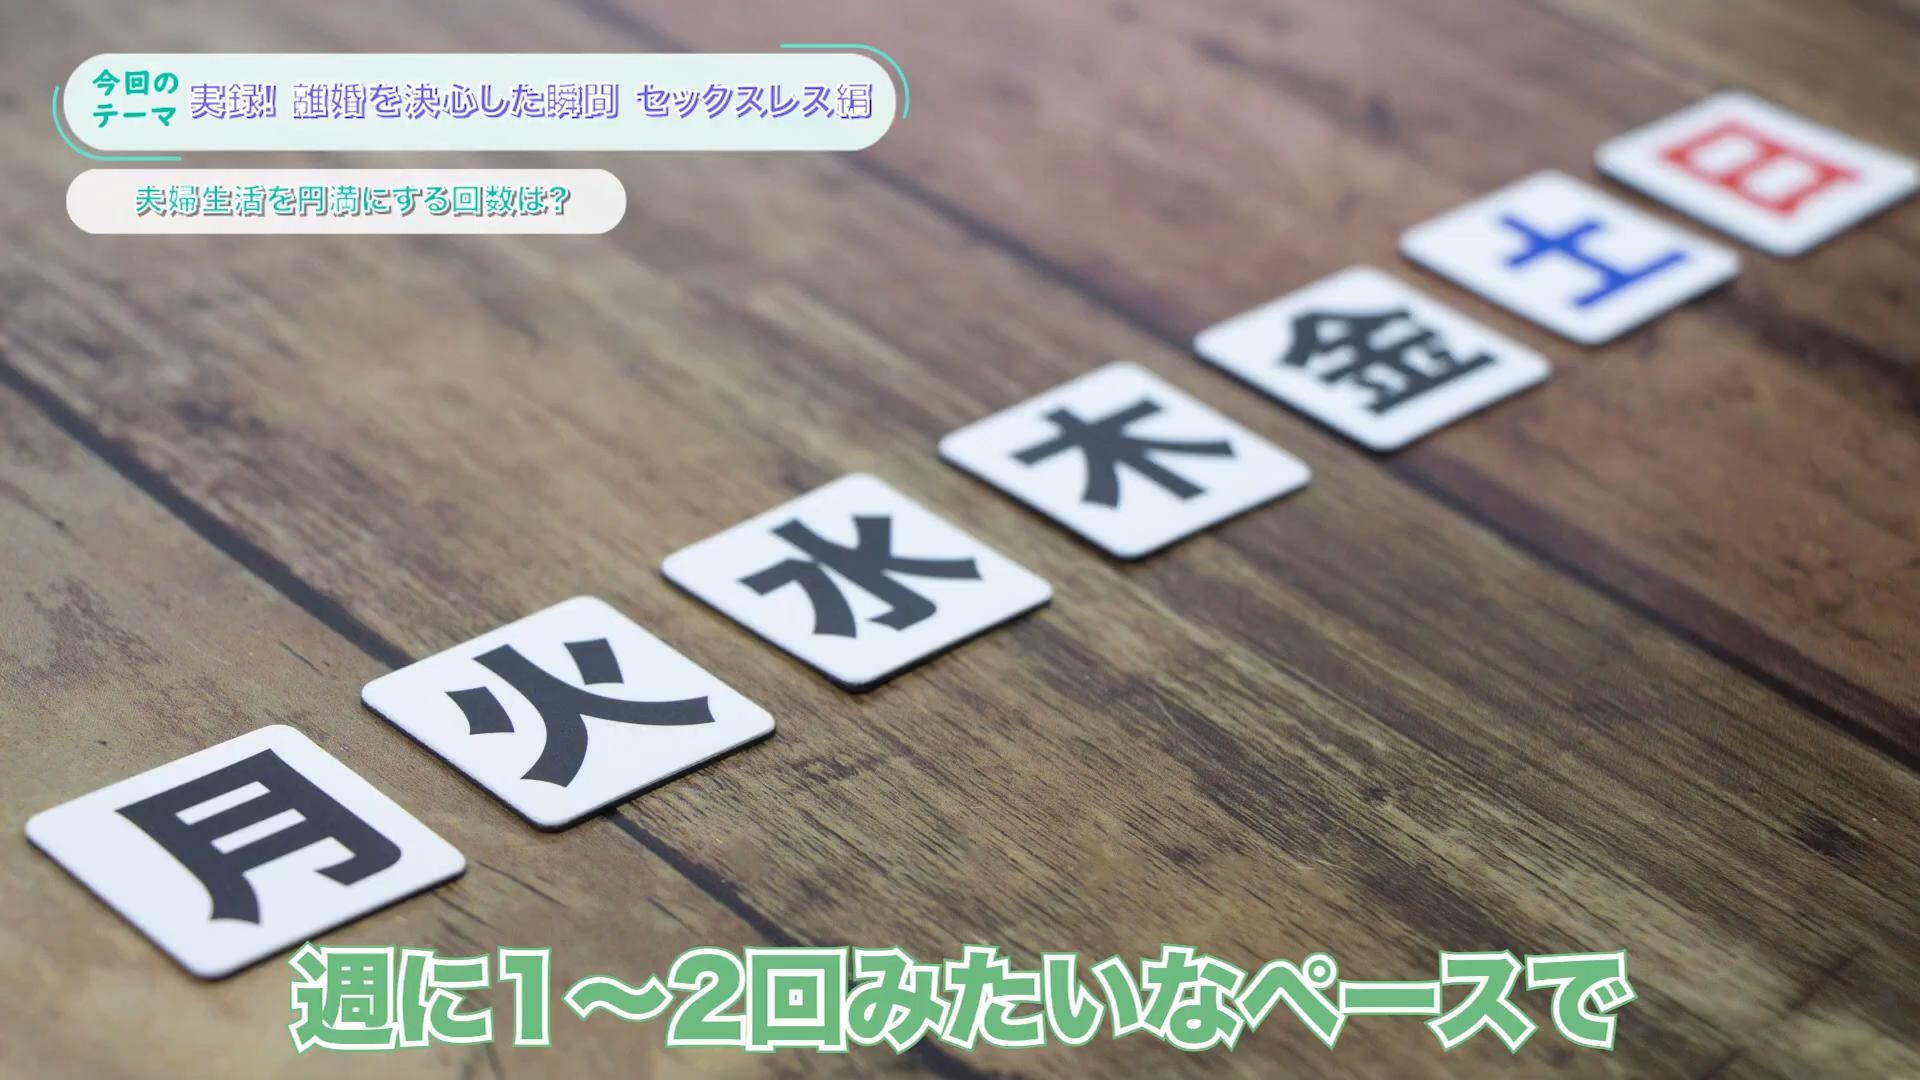 今回の
テーマ
実録! 離婚を決心した瞬間 セックスレス編
夫婦生活を円満にする回数は?
月
火
水
木
金
土
日
週に1〜2回みたいなペースで